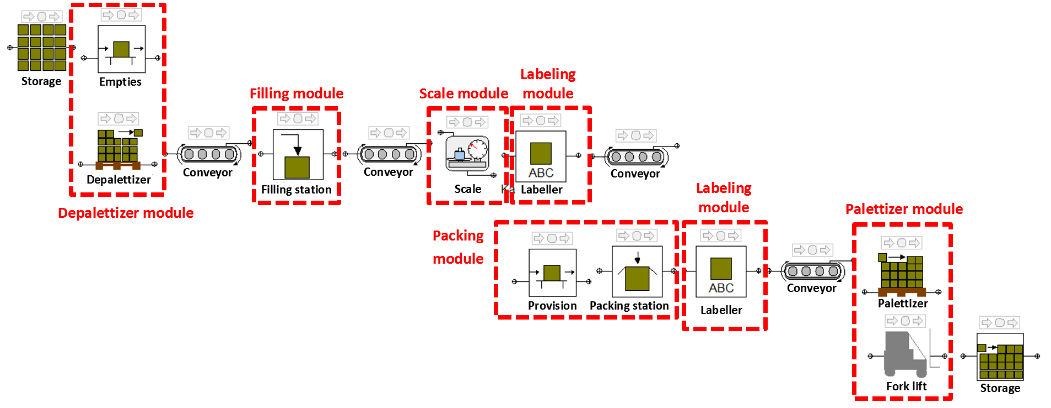 Storage
Empties
Depalettizer
Depalettizer module
Conveyor
Filling module
Filling station
Conveyor
Scale module
Scale
Labeling
module
ABC
Labeller
Conveyor
Packing
module
Provision
Packing station
Labeling
module
ABC
Labeller
Conveyor
Palettizer module
Palettizer
Fork lift
Storage